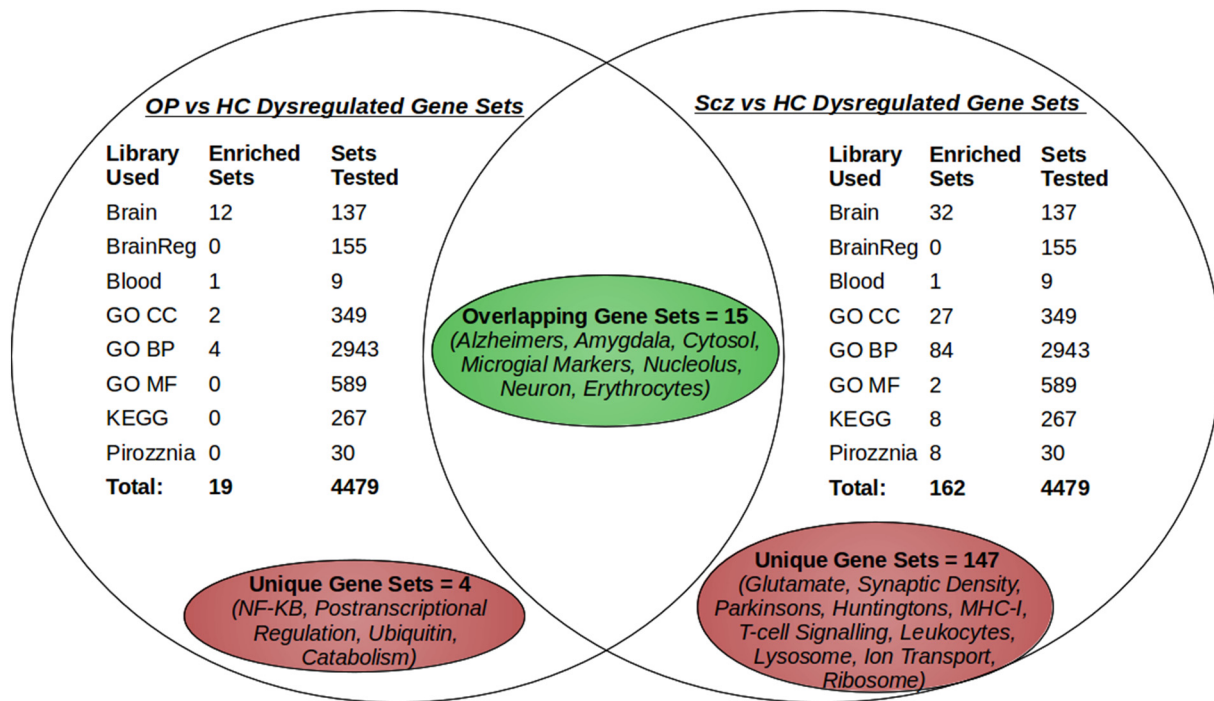 OP vs HC Dysregulated Gene Sets
Library Used Enriched Sets Sets Tested
Brain 12 137
BrainReg 0 155
Blood 1 9
GO CC 2 349
GO BP 4 2943
GO MF 0 589
KEGG 0 267
Pirozznia 0 30
Total: 19 4479
Unique Gene Sets = 4
(NF-KB, Postranscriptional
Regulation, Ubiquitin,
Catabolism)
Overlapping Gene Sets = 15
(Alzheimers, Amygdala, Cytosol,
Microgial Markers, Nucleolus,
Neuron, Erythrocytes)
Scz vs HC Dysregulated Gene Sets
Library Used Enriched Sets Sets Tested
Brain 32 137
BrainReg 0 155
Blood 1 9
GO CC 27 349
GO BP 84 2943
GO MF 2 589
KEGG 8 267
Pirozznia 8 30
Total: 162 4479
Unique Gene Sets = 147
(Glutamate, Synaptic Density,
Parkinsons, Huntingtons, MHC-I,
T-cell Signalling, Leukocytes,
Lysosome, Ion Transport,
Ribosome)